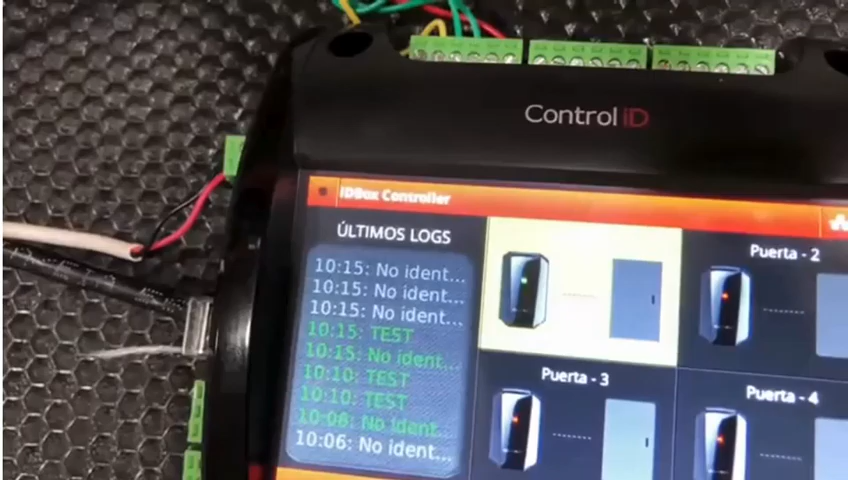 Control iD
iDBox Controller
ÚLTIMOS LOGS
10:15: No ident...
10:15: No ident...
10:15: No ident...
10:15: TEST
10:15: No ident...
10:10: TEST
10:10: TEST
10:06: No ident...
10:06: No ident...
Puerta - 2
Puerta - 3
Puerta - 4